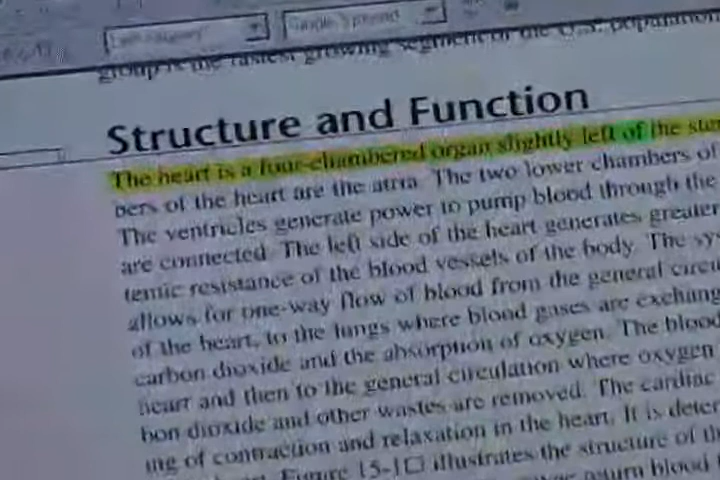 group is the fastest growing segment of the U.S. population
Structure and Function
The heart is a four-chambered organ slightly left of the ster
bers of the heart are the atria. The two lower chambers of
The ventricles generate power to pump blood through the
are connected. The left side of the heart generates greater
temic resistance of the blood vessels of the body. The sy
allows for one-way flow of blood from the general circu
of the heart, to the lungs where blood gases are exchang
carbon dioxide and the absorption of oxygen. The blood
heart and then to the general circulation where oxygen
bon dioxide and other wastes are removed. The cardiac
ing of contraction and relaxation in the heart. It is deter
Figure 15-1□ illustrates the structure of th
return blood